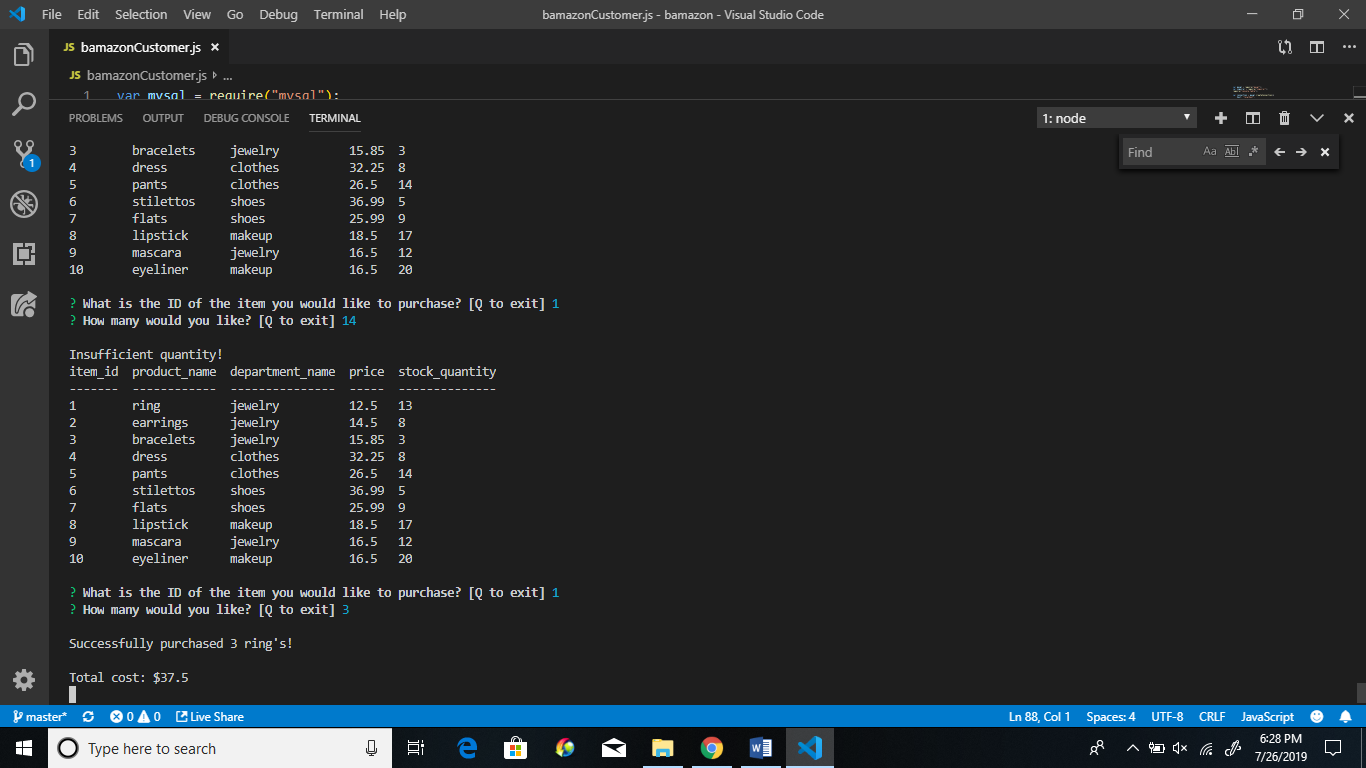 File Edit Selection View Go Debug Terminal Help bamazonCustomer.js - bamazon - Visual Studio Code
JS bamazonCustomer.js
JS bamazonCustomer.js ...
1 var mysql = require("mysql");
PROBLEMS OUTPUT DEBUG CONSOLE TERMINAL 1: node
Find Aa Abl .*
3 bracelets jewelry 15.85 3
4 dress clothes 32.25 8
5 pants clothes 26.5 14
6 stilettos shoes 36.99 5
7 flats shoes 25.99 9
8 lipstick makeup 18.5 17
9 mascara jewelry 16.5 12
10 eyeliner makeup 16.5 20
? What is the ID of the item you would like to purchase? [Q to exit] 1
? How many would you like? [Q to exit] 14
Insufficient quantity!
item_id product_name department_name price stock_quantity
------- ------------ --------------- ----- --------------
1 ring jewelry 12.5 13
2 earrings jewelry 14.5 8
3 bracelets jewelry 15.85 3
4 dress clothes 32.25 8
5 pants clothes 26.5 14
6 stilettos shoes 36.99 5
7 flats shoes 25.99 9
8 lipstick makeup 18.5 17
9 mascara jewelry 16.5 12
10 eyeliner makeup 16.5 20
? What is the ID of the item you would like to purchase? [Q to exit] 1
? How many would you like? [Q to exit] 3
Successfully purchased 3 ring's!
Total cost: $37.5
1
master* 0 0 Live Share Ln 88, Col 1 Spaces: 4 UTF-8 CRLF JavaScript
Type here to search
6:28 PM
7/26/2019